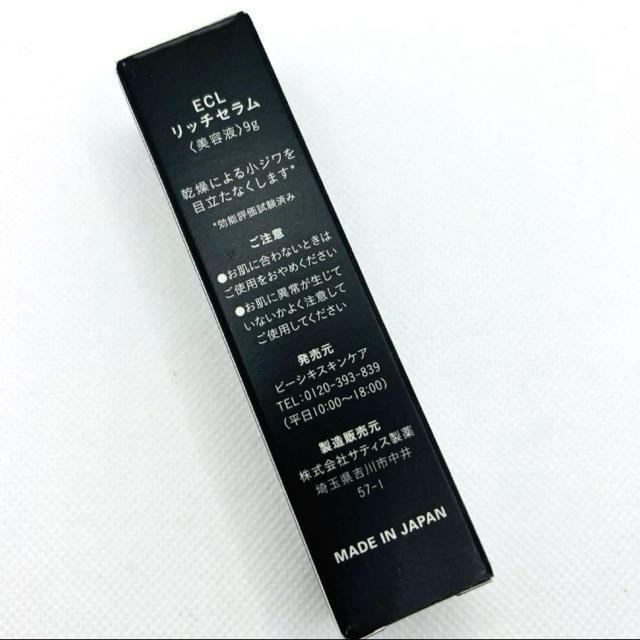 ECL
リッチセラム
〈美容液〉9g
乾燥による小ジワを
目立たなくします*
*効能評価試験済み
ご注意
●お肌に合わないときは
ご使用をおやめください
●お肌に異常が生じて
いないかよく注意して
ご使用してください
発売元
ビーシキスキンケア
TEL:0120-393-839
(平日10:00~18:00)
製造販売元
株式会社サティス製薬
埼玉県吉川市中井
57-1
MADE IN JAPAN